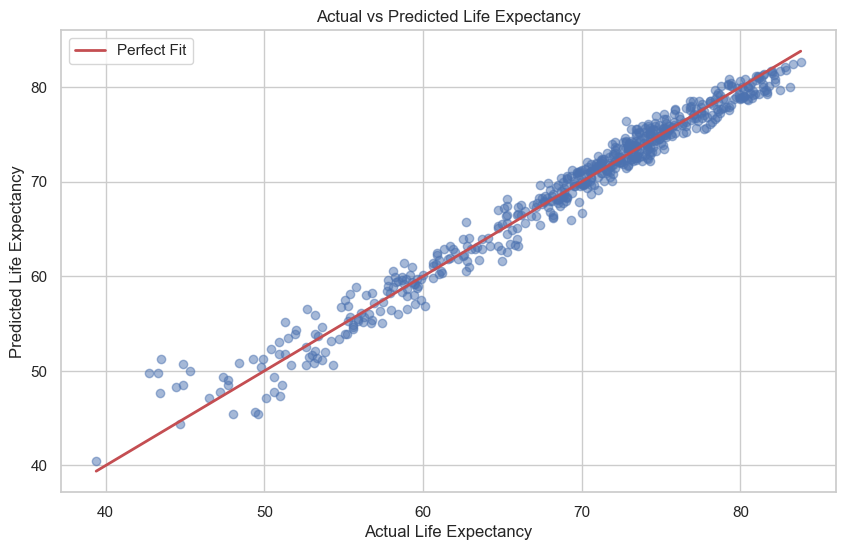 Actual vs Predicted Life Expectancy
Perfect Fit
Predicted Life Expectancy
80
70
60
50
40
40 50 60 70 80
Actual Life Expectancy